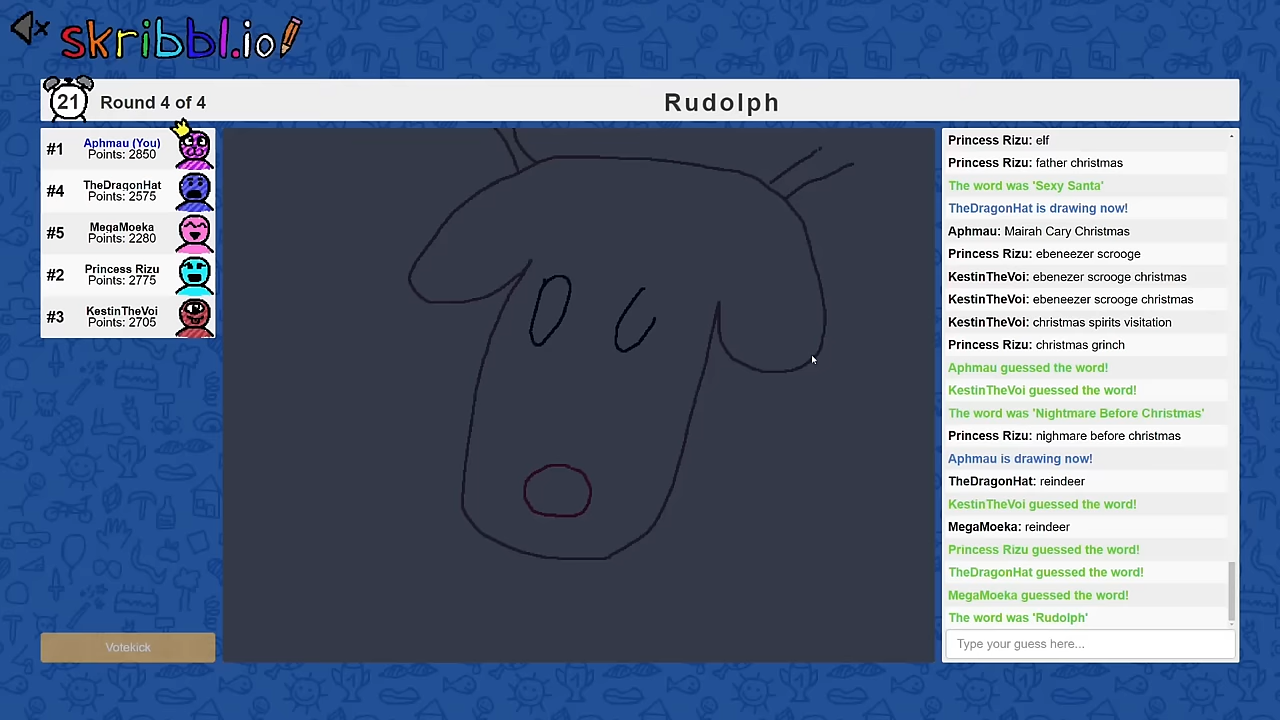 skribbl.io
21
Round 4 of 4
Rudolph
#1
Aphmau (You)
Points: 2850
#4
TheDragonHat
Points: 2575
#5
MegaMoeka
Points: 2280
#2
Princess Rizu
Points: 2775
#3
KestinTheVoi
Points: 2705
Votekick
Princess Rizu: elf
Princess Rizu: father christmas
The word was 'Sexy Santa'
TheDragonHat is drawing now!
Aphmau: Mairah Cary Christmas
Princess Rizu: ebeneezer scrooge
KestinTheVoi: ebenezer scrooge christmas
KestinTheVoi: ebeneezer scrooge christmas
KestinTheVoi: christmas spirits visitation
Princess Rizu: christmas grinch
Aphmau guessed the word!
KestinTheVoi guessed the word!
The word was 'Nightmare Before Christmas'
Princess Rizu: nighmare before christmas
Aphmau is drawing now!
TheDragonHat: reindeer
KestinTheVoi guessed the word!
MegaMoeka: reindeer
Princess Rizu guessed the word!
TheDragonHat guessed the word!
MegaMoeka guessed the word!
The word was 'Rudolph'
Type your guess here...